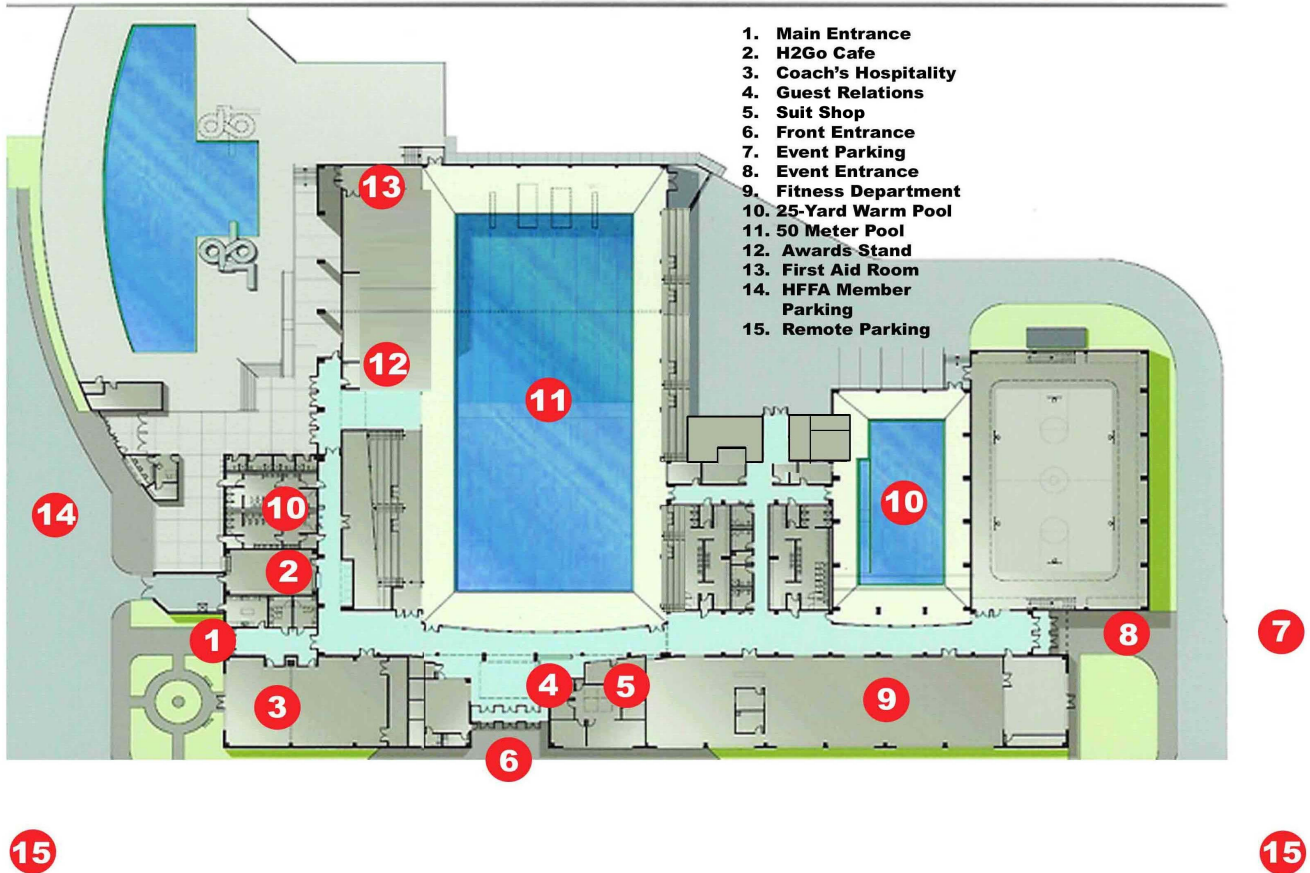 1. Main Entrance
2. H2Go Cafe
3. Coach's Hospitality
4. Guest Relations
5. Suit Shop
6. Front Entrance
7. Event Parking
8. Event Entrance
9. Fitness Department
10. 25-Yard Warm Pool
11. 50 Meter Pool
12. Awards Stand
13. First Aid Room
14. HFFA Member
Parking
15. Remote Parking
13
12
11
14
10
10
2
1
8
7
3
4
5
9
6
15
15